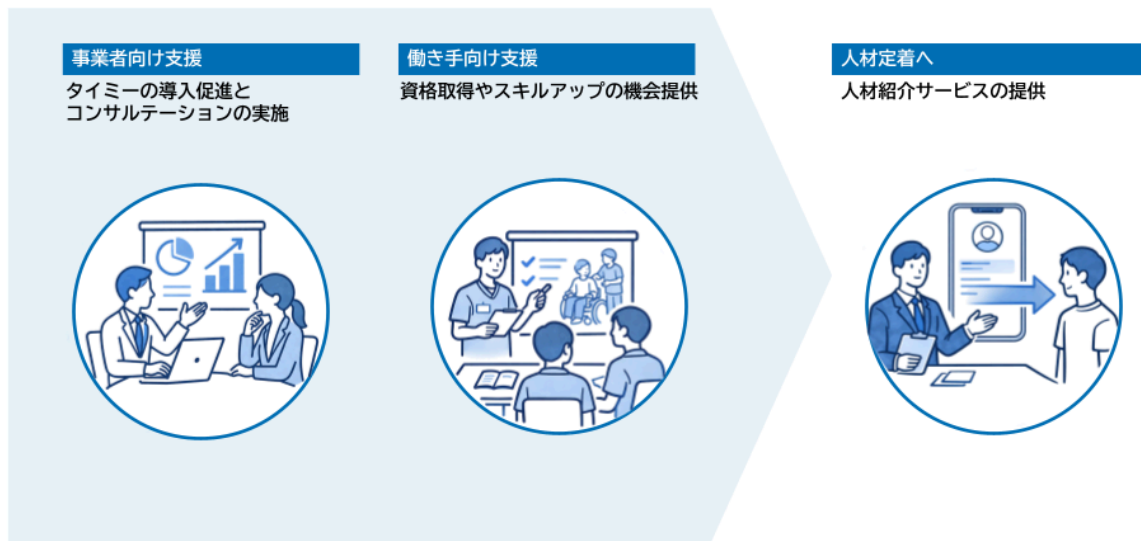 事業者向け支援
タイミーの導入促進と
コンサルテーションの実施
働き手向け支援
資格取得やスキルアップの機会提供
人材定着へ
人材紹介サービスの提供